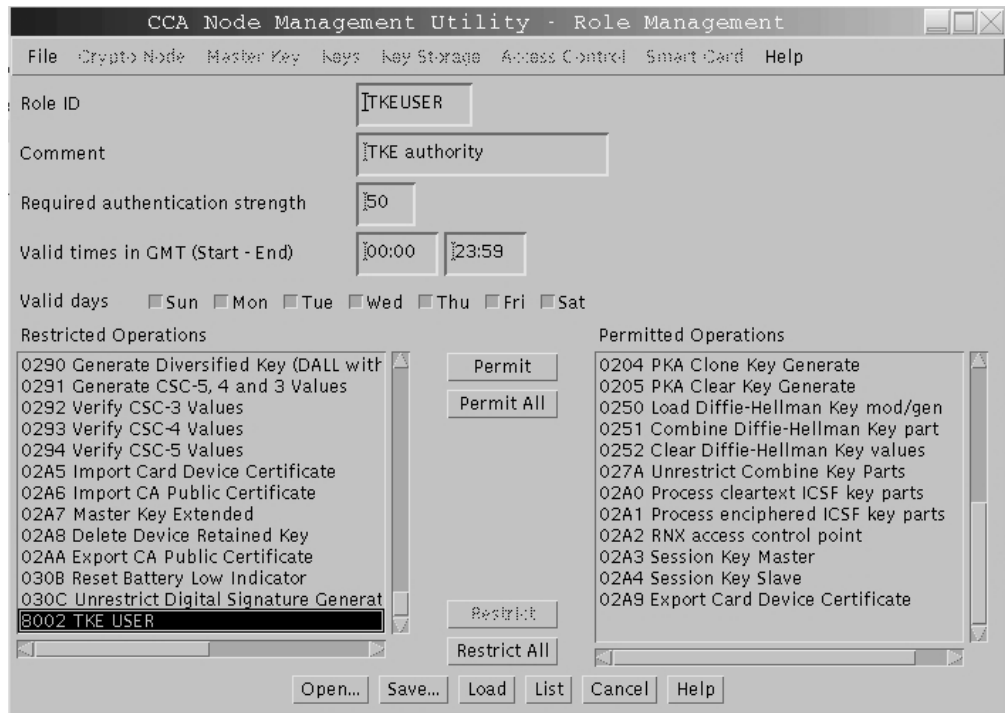 CCA Node Management Utility - Role Management
File Crypto Node Master Key Keys Key Storage Access Control Smart Card Help
Role ID TKEUSER
Comment TKE authority
Required authentication strength 50
Valid times in GMT (Start - End) 00:00 23:59
Valid days Sun Mon Tue Wed Thu Fri Sat
Restricted Operations
0290 Generate Diversified Key (DALL with
0291 Generate CSC-5, 4 and 3 Values
0292 Verify CSC-3 Values
0293 Verify CSC-4 Values
0294 Verify CSC-5 Values
02A5 Import Card Device Certificate
02A6 Import CA Public Certificate
02A7 Master Key Extended
02A8 Delete Device Retained Key
02AA Export CA Public Certificate
030B Reset Battery Low Indicator
030C Unrestrict Digital Signature Generat
8002 TKE USER
Permit
Permit All
Restrict
Restrict All
Permitted Operations
0204 PKA Clone Key Generate
0205 PKA Clear Key Generate
0250 Load Diffie-Hellman Key mod/gen
0251 Combine Diffie-Hellman Key part
0252 Clear Diffie-Hellman Key values
027A Unrestrict Combine Key Parts
02A0 Process cleartext ICSF key parts
02A1 Process enciphered ICSF key parts
02A2 RNX access control point
02A3 Session Key Master
02A4 Session Key Slave
02A9 Export Card Device Certificate
Open... Save... Load List Cancel Help